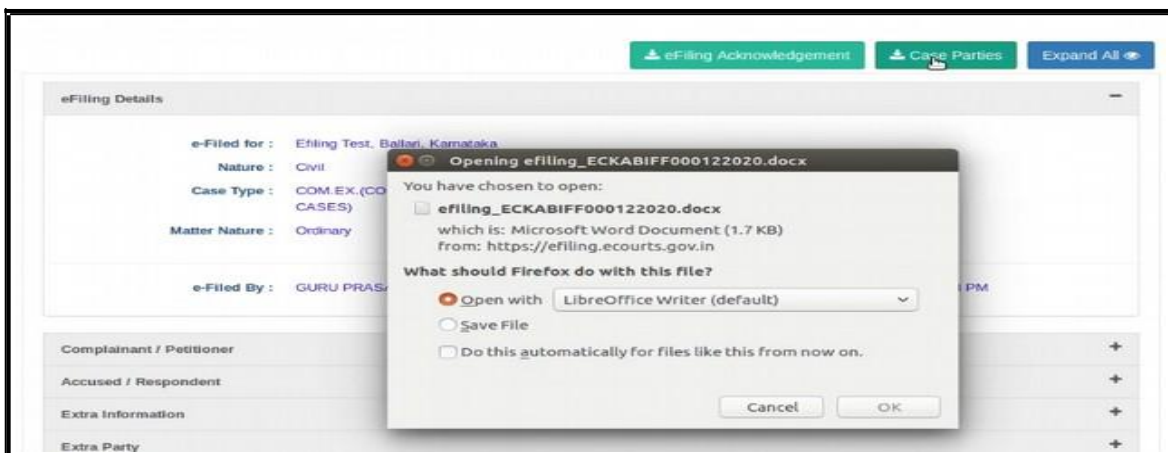 eFiling Acknowledgement Case Parties Expand All
eFiling Details
e-Filed for : Efiling Test, Ballari, Karnataka
Nature : Civil
Case Type : COM.EX.(CO
CASES)
Matter Nature : Ordinary
e-Filed By : GURU PRAS
PM
Opening efiling_ECKABIFF000122020.docx
You have chosen to open:
efiling_ECKABIFF000122020.docx
which is: Microsoft Word Document (1.7 KB)
from: https://efiling.ecourts.gov.in
What should Firefox do with this file?
Open with LibreOffice Writer (default)
Save File
Do this automatically for files like this from now on.
Cancel OK
Complainant / Petitioner
Accused / Respondent
Extra Information
Extra Party